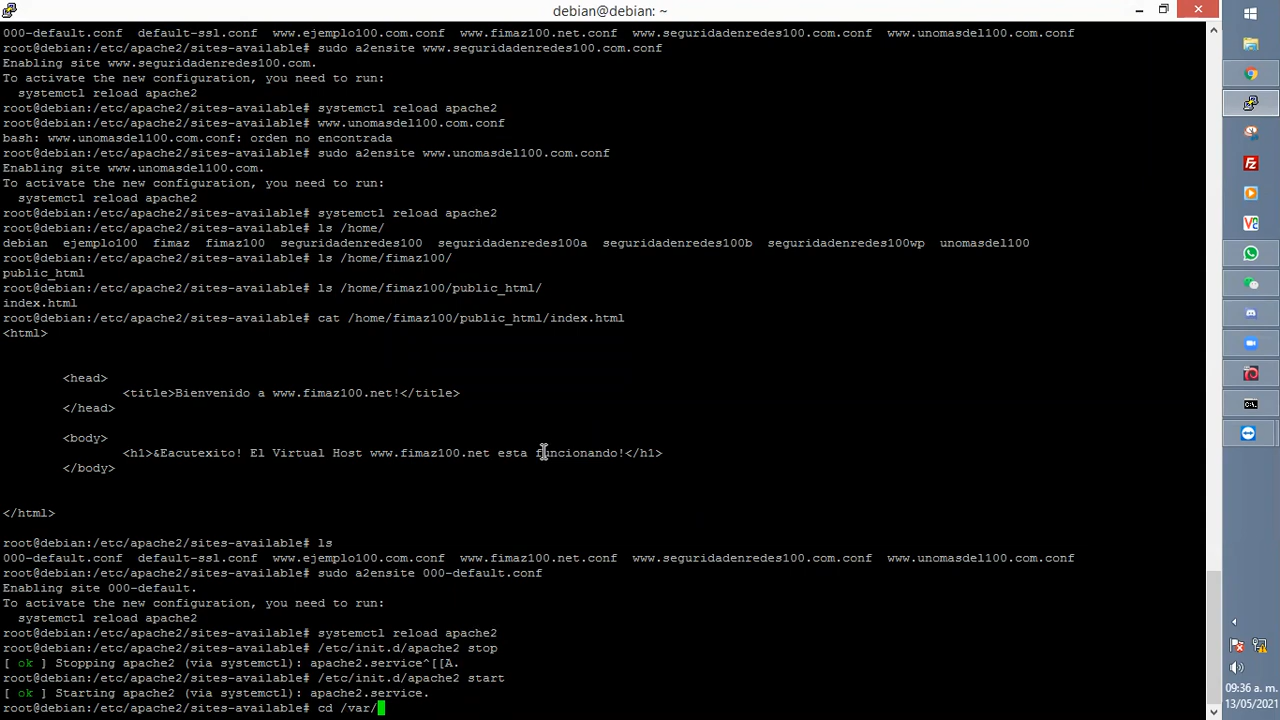 debian@debian: ~
000-default.conf  default-ssl.conf  www.ejemplo100.com.conf  www.fimaz100.net.conf  www.seguridadenredes100.com.conf  www.unomasdel100.com.conf
root@debian:/etc/apache2/sites-available# sudo a2ensite www.seguridadenredes100.com.conf
Enabling site www.seguridadenredes100.com.
To activate the new configuration, you need to run:
  systemctl reload apache2
root@debian:/etc/apache2/sites-available# systemctl reload apache2
root@debian:/etc/apache2/sites-available# www.unomasdel100.com.conf
bash: www.unomasdel100.com.conf: orden no encontrada
root@debian:/etc/apache2/sites-available# sudo a2ensite www.unomasdel100.com.conf
Enabling site www.unomasdel100.com.
To activate the new configuration, you need to run:
  systemctl reload apache2
root@debian:/etc/apache2/sites-available# systemctl reload apache2
root@debian:/etc/apache2/sites-available# ls /home/
debian  ejemplo100  fimaz  fimaz100  seguridadenredes100  seguridadenredes100a  seguridadenredes100b  seguridadenredes100wp  unomasdel100
root@debian:/etc/apache2/sites-available# ls /home/fimaz100/
public_html
root@debian:/etc/apache2/sites-available# ls /home/fimaz100/public_html/
index.html
root@debian:/etc/apache2/sites-available# cat /home/fimaz100/public_html/index.html
<html>
<head>
<title>Bienvenido a www.fimaz100.net!</title>
</head>
<body>
<h1>&Eacutexito! El Virtual Host www.fimaz100.net esta funcionando!</h1>
</body>
</html>
root@debian:/etc/apache2/sites-available# ls
000-default.conf  default-ssl.conf  www.ejemplo100.com.conf  www.fimaz100.net.conf  www.seguridadenredes100.com.conf  www.unomasdel100.com.conf
root@debian:/etc/apache2/sites-available# sudo a2ensite 000-default.conf
Enabling site 000-default.
To activate the new configuration, you need to run:
  systemctl reload apache2
root@debian:/etc/apache2/sites-available# systemctl reload apache2
root@debian:/etc/apache2/sites-available# /etc/init.d/apache2 stop
[ ok ] Stopping apache2 (via systemctl): apache2.service^[[A.
root@debian:/etc/apache2/sites-available# /etc/init.d/apache2 start
[ ok ] Starting apache2 (via systemctl): apache2.service.
root@debian:/etc/apache2/sites-available# cd /var/
09:36 a. m.
13/05/2021